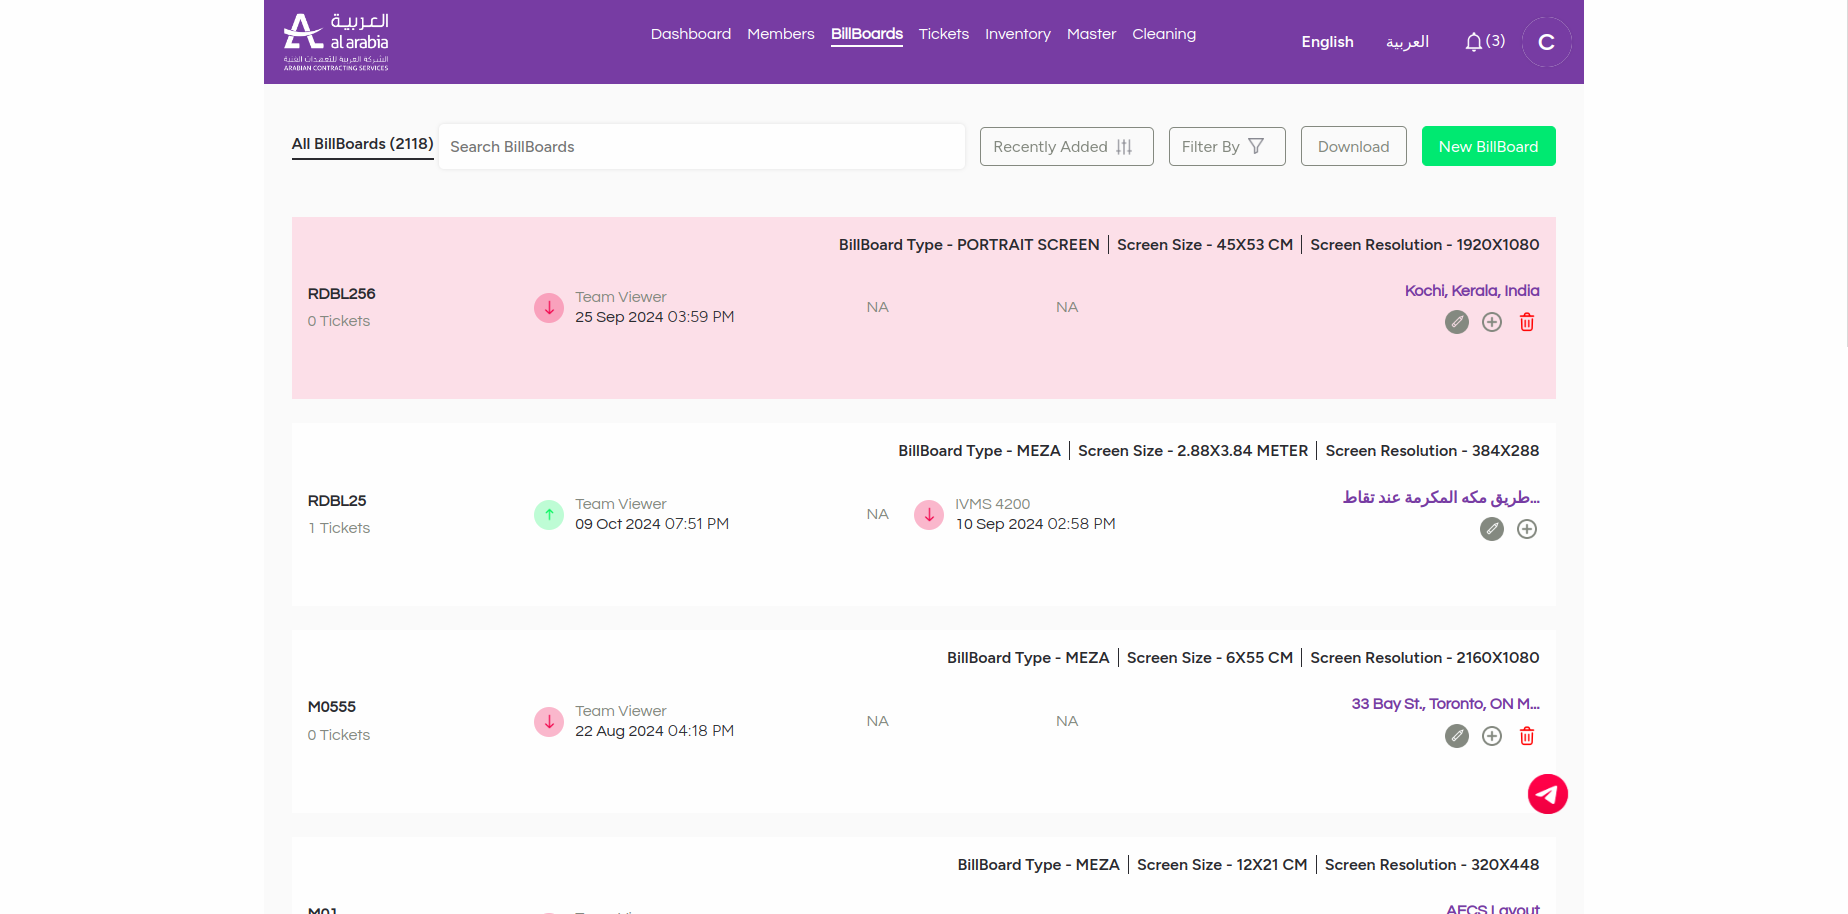 العربية
al arabia
الشركة العربية للتعهدات الفنية
ARABIAN CONTRACTING SERVICES
Dashboard Members BillBoards Tickets Inventory Master Cleaning
English العربية (3) C
All BillBoards (2118) Search BillBoards Recently Added Filter By Download New BillBoard
BillBoard Type - PORTRAIT SCREEN | Screen Size - 45X53 CM | Screen Resolution - 1920X1080
RDBL256
0 Tickets
Team Viewer
25 Sep 2024 03:59 PM
NA
NA
Kochi, Kerala, India
BillBoard Type - MEZA | Screen Size - 2.88X3.84 METER | Screen Resolution - 384X288
RDBL25
1 Tickets
Team Viewer
09 Oct 2024 07:51 PM
NA
IVMS 4200
10 Sep 2024 02:58 PM
طريق مكه المكرمة عند تقاط...
BillBoard Type - MEZA | Screen Size - 6X55 CM | Screen Resolution - 2160X1080
M0555
0 Tickets
Team Viewer
22 Aug 2024 04:18 PM
NA
NA
33 Bay St., Toronto, ON M...
BillBoard Type - MEZA | Screen Size - 12X21 CM | Screen Resolution - 320X448
M01
AECS Layout